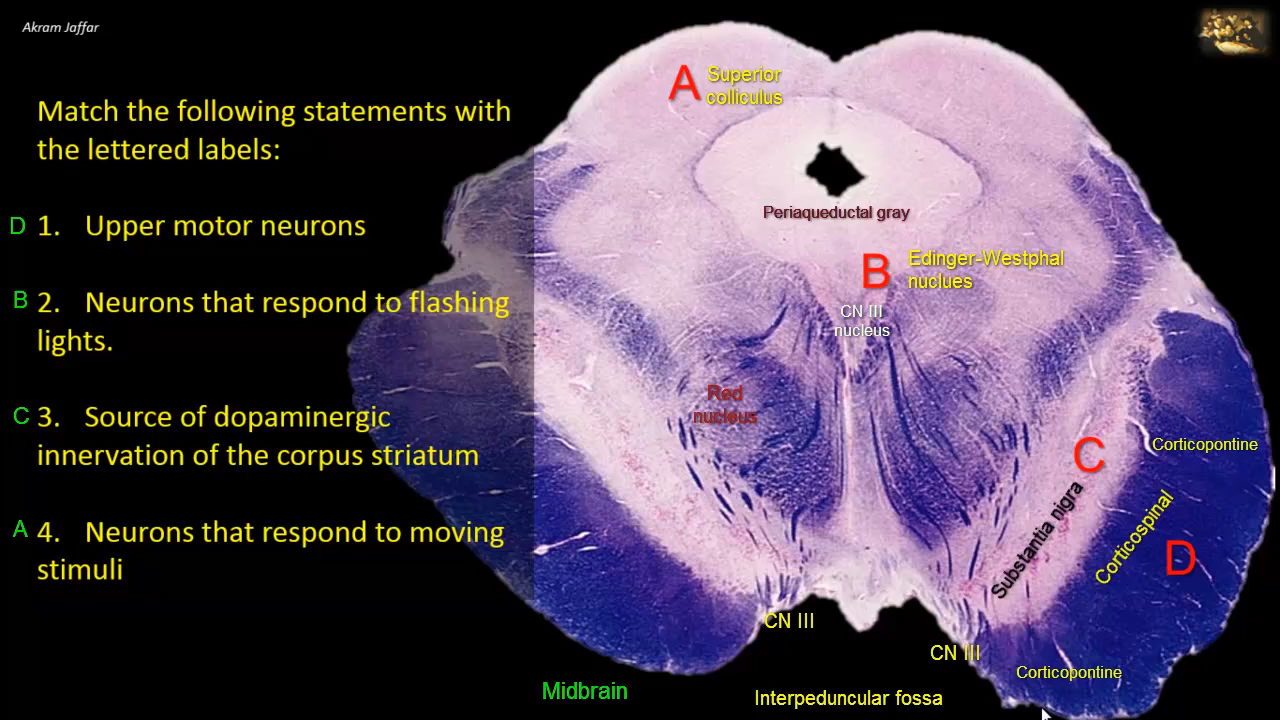 Akram Jaffar
Match the following statements with
the lettered labels:
D 1. Upper motor neurons
B 2. Neurons that respond to flashing
lights.
C 3. Source of dopaminergic
innervation of the corpus striatum
A 4. Neurons that respond to moving
stimuli
A Superior
colliculus
Periaqueductal gray
B Edinger-Westphal
nuclues
CN III
nucleus
Red
nucleus
C
Substantia nigra
Corticopontine
Corticospinal
D
CN III
CN III
Corticopontine
Midbrain
Interpeduncular fossa